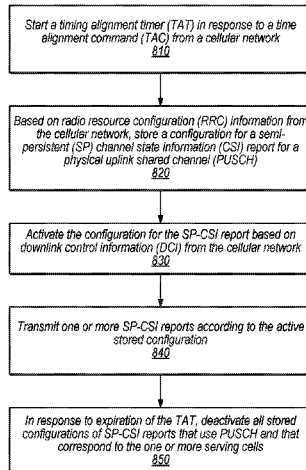 Start a timing alignment timer (TAT) in response to a time
alignment command (TAC) from a cellular network
810
Based on radio resource configuration (RRC) information from
the cellular network, store a configuration for a semi-
persistent (SP) channel state information (CSI) report for a
physical uplink shared channel (PUSCH)
820
Activate the configuration for the SP-CSI report based on
downlink control information (DCI) from the cellular network
830
Transmit one or more SP-CSI reports according to the active
stored configuration
840
In response to expiration of the TAT, deactivate all stored
configurations of SP-CSI reports that use PUSCH and that
correspond to the one or more serving cells
850